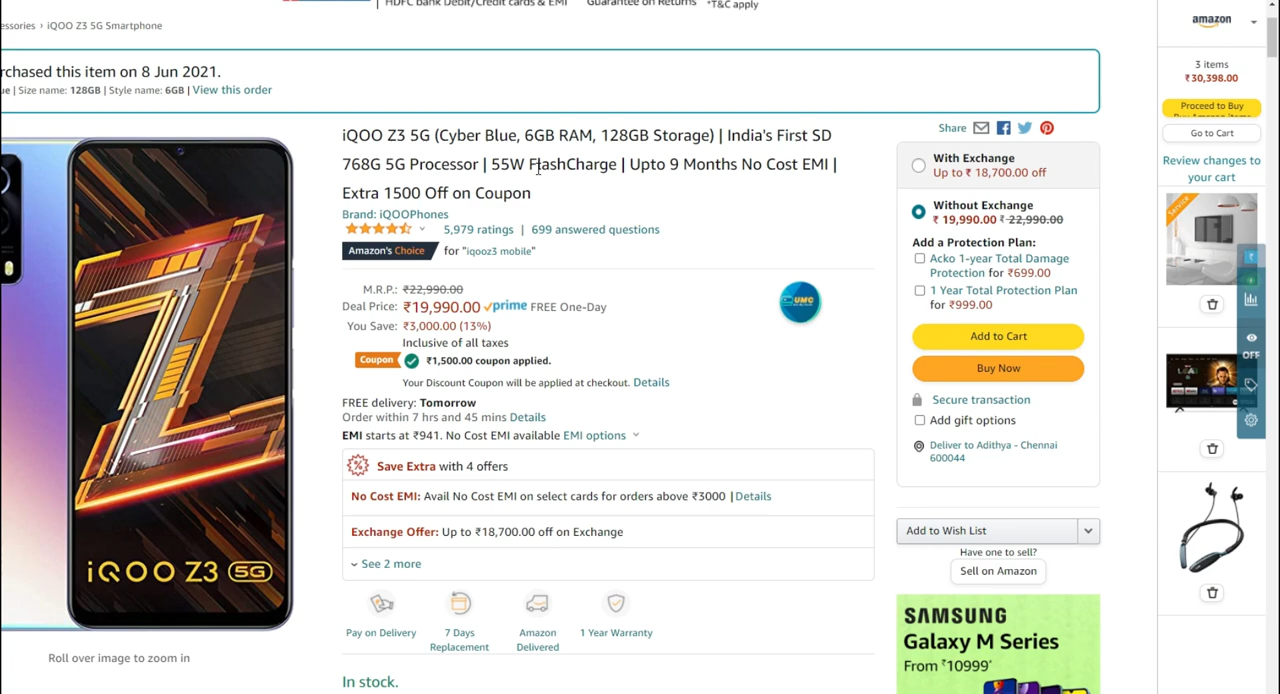 HDFC bank Debit/Credit cards & EMI
Guarantee on Returns *T&C apply
essories › iQOO Z3 5G Smartphone
rchased this item on 8 Jun 2021.
ue | Size name: 128GB | Style name: 6GB | View this order
iQOO Z3 5G (Cyber Blue, 6GB RAM, 128GB Storage) | India's First SD
768G 5G Processor | 55W FlashCharge | Upto 9 Months No Cost EMI |
Extra 1500 Off on Coupon
Brand: iQOOPhones
5,979 ratings | 699 answered questions
Amazon's Choice for "iqooz3 mobile"
M.R.P.: ₹22,990.00
Deal Price: ₹19,990.00 prime FREE One-Day
You Save: ₹3,000.00 (13%)
Inclusive of all taxes
Coupon ₹1,500.00 coupon applied.
Your Discount Coupon will be applied at checkout. Details
UMC
FREE delivery: Tomorrow
Order within 7 hrs and 45 mins Details
EMI starts at ₹941. No Cost EMI available EMI options
Save Extra with 4 offers
No Cost EMI: Avail No Cost EMI on select cards for orders above ₹3000 | Details
Exchange Offer: Up to ₹18,700.00 off on Exchange
See 2 more
Pay on Delivery
7 Days
Replacement
Amazon
Delivered
1 Year Warranty
In stock.
iQOO Z3 5G
Roll over image to zoom in
Share
With Exchange
Up to ₹ 18,700.00 off
Without Exchange
₹ 19,990.00 ₹ 22,990.00
Add a Protection Plan:
Acko 1-year Total Damage
Protection for ₹699.00
1 Year Total Protection Plan
for ₹999.00
Add to Cart
Buy Now
Secure transaction
Add gift options
Deliver to Adithya - Chennai
600044
Add to Wish List
Have one to sell?
Sell on Amazon
SAMSUNG
Galaxy M Series
From ₹10999*
amazon
3 items
₹30,398.00
Proceed to Buy
Go to Cart
Review changes to
your cart
Service
OFF